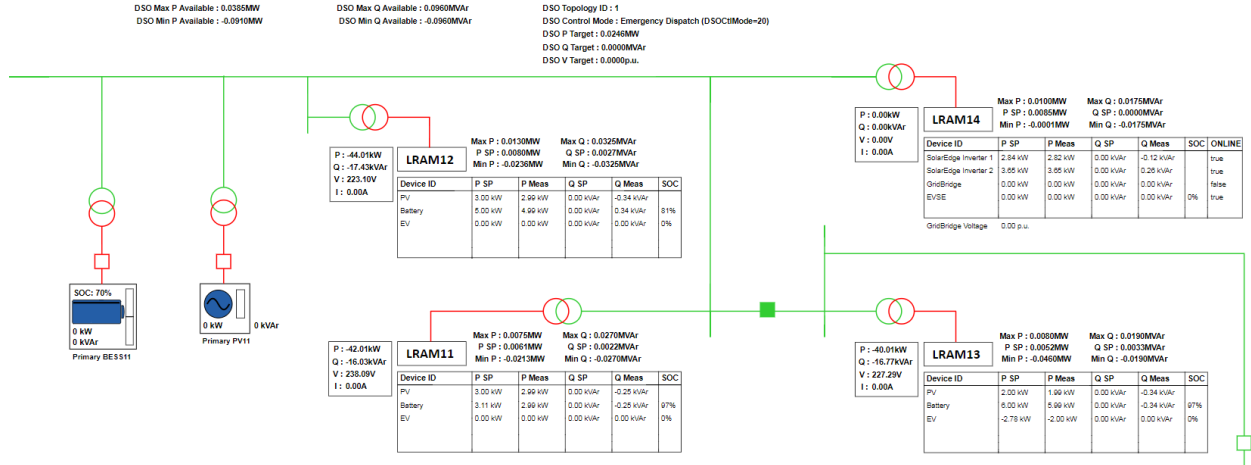 DSO Max P Available : 0.0385MW
DSO Min P Available : -0.0910MW
DSO Max Q Available : 0.0960MVAr
DSO Min Q Available : -0.0960MVAr
DSO Topology ID : 1
DSO Control Mode : Emergency Dispatch (DSOCtlMode=20)
DSO P Target : 0.0246MW
DSO Q Target : 0.0000MVAr
DSO V Target : 0.0000p.u.
P : -44.01kW
Q : -17.43kVAr
V : 223.10V
I : 0.00A
LRAM12
Max P : 0.0130MW
P SP : 0.0080MW
Min P : -0.0236MW
Max Q : 0.0325MVAr
Q SP : 0.0027MVAr
Min Q : -0.0325MVAr
Device ID P SP P Meas Q SP Q Meas SOC
PV 3.00 kW 2.99 kW 0.00 kVAr -0.34 kVAr
Battery 5.00 kW 4.99 kW 0.00 kVAr 0.34 kVAr 81%
EV 0.00 kW 0.00 kW 0.00 kVAr 0.00 kVAr 0%
P : 0.00kW
Q : 0.00kVAr
V : 0.00V
I : 0.00A
LRAM14
Max P : 0.0100MW
P SP : 0.0085MW
Min P : -0.0001MW
Max Q : 0.0175MVAr
Q SP : 0.0000MVAr
Min Q : -0.0175MVAr
Device ID P SP P Meas Q SP Q Meas SOC ONLINE
SolarEdge Inverter 1 2.84 kW 2.82 kW 0.00 kVAr -0.12 kVAr true
SolarEdge Inverter 2 3.65 kW 3.65 kW 0.00 kVAr 0.26 kVAr true
GridBridge 0.00 kW 0.00 kW 0.00 kVAr 0.00 kVAr false
EVSE 0.00 kW 0.00 kW 0.00 kVAr 0.00 kVAr 0% true
GridBridge Voltage 0.00 p.u.
SOC: 70%
0 kW
0 kVAr
Primary BESS11
0 kW
0 kVAr
Primary PV11
P : -42.01kW
Q : -16.03kVAr
V : 238.09V
I : 0.00A
LRAM11
Max P : 0.0075MW
P SP : 0.0061MW
Min P : -0.0213MW
Max Q : 0.0270MVAr
Q SP : 0.0022MVAr
Min Q : -0.0270MVAr
Device ID P SP P Meas Q SP Q Meas SOC
PV 3.00 kW 2.99 kW 0.00 kVAr -0.25 kVAr
Battery 3.11 kW 2.99 kW 0.00 kVAr -0.25 kVAr 97%
EV 0.00 kW 0.00 kW 0.00 kVAr 0.00 kVAr 0%
P : -40.01kW
Q : -16.77kVAr
V : 227.29V
I : 0.00A
LRAM13
Max P : 0.0080MW
P SP : 0.0052MW
Min P : -0.0460MW
Max Q : 0.0190MVAr
Q SP : 0.0033MVAr
Min Q : -0.0190MVAr
Device ID P SP P Meas Q SP Q Meas SOC
PV 2.00 kW 1.99 kW 0.00 kVAr -0.34 kVAr
Battery 6.00 kW 5.99 kW 0.00 kVAr -0.34 kVAr 97%
EV -2.78 kW -2.00 kW 0.00 kVAr 0.00 kVAr 0%